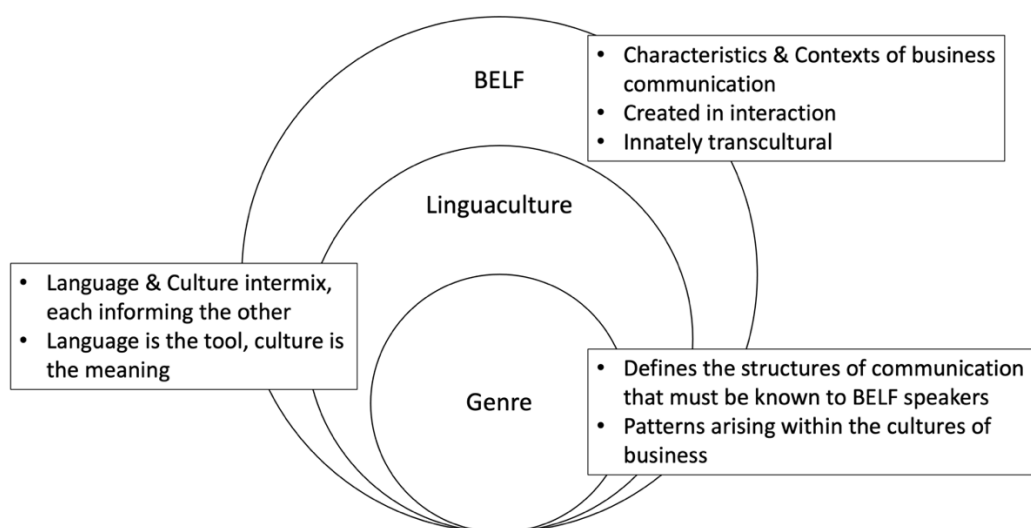 BELF
• Characteristics & Contexts of business
communication
• Created in interaction
• Innately transcultural
Linguaculture
• Language & Culture intermix,
each informing the other
• Language is the tool, culture is
the meaning
Genre
• Defines the structures of communication
that must be known to BELF speakers
• Patterns arising within the cultures of
business